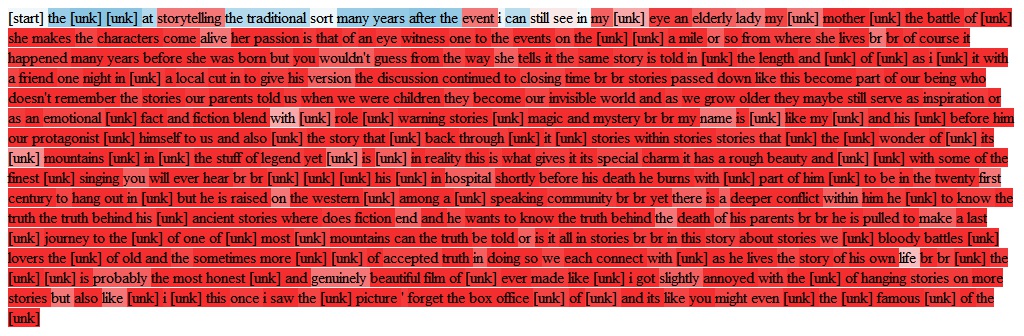 [start] the [unk] [unk] at storytelling the traditional sort many years after the event i can still see in my [unk] eye an elderly lady my [unk] mother [unk] the battle of [unk]
she makes the characters come alive her passion is that of an eye witness one to the events on the [unk] [unk] a mile or so from where she lives br br of course it
happened many years before she was born but you wouldn't guess from the way she tells it the same story is told in [unk] the length and [unk] of [unk] as i [unk] it with
a friend one night in [unk] a local cut in to give his version the discussion continued to closing time br br stories passed down like this become part of our being who
doesn't remember the stories our parents told us when we were children they become our invisible world and as we grow older they maybe still serve as inspiration or
as an emotional [unk] fact and fiction blend with [unk] role [unk] warning stories [unk] magic and mystery br br my name is [unk] like my [unk] and his [unk] before him
our protagonist [unk] himself to us and also [unk] the story that [unk] back through [unk] it [unk] stories within stories stories that [unk] the [unk] wonder of [unk] its
[unk] mountains [unk] in [unk] the stuff of legend yet [unk] is [unk] in reality this is what gives it its special charm it has a rough beauty and [unk] [unk] with some of the
finest [unk] singing you will ever hear br br [unk] [unk] [unk] his [unk] in hospital shortly before his death he burns with [unk] part of him [unk] to be in the twenty first
century to hang out in [unk] but he is raised on the western [unk] among a [unk] speaking community br br yet there is a deeper conflict within him he [unk] to know the
truth the truth behind his [unk] ancient stories where does fiction end and he wants to know the truth behind the death of his parents br br he is pulled to make a last
[unk] journey to the [unk] of one of [unk] most [unk] mountains can the truth be told or is it all in stories br br in this story about stories we [unk] bloody battles [unk]
lovers the [unk] of old and the sometimes more [unk] [unk] of accepted truth in doing so we each connect with [unk] as he lives the story of his own life br br [unk] the
[unk] [unk] is probably the most honest [unk] and genuinely beautiful film of [unk] ever made like [unk] i got slightly annoyed with the [unk] of hanging stories on more
stories but also like [unk] i [unk] this once i saw the [unk] picture ' forget the box office [unk] of [unk] and its like you might even [unk] the [unk] famous [unk] of the
[unk]